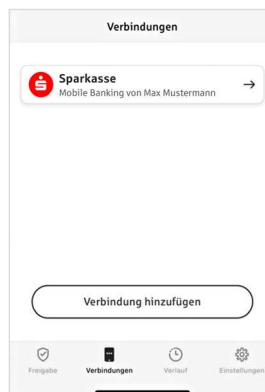 Verbindungen
Sparkasse
Mobile Banking von Max Mustermann
Verbindung hinzufügen
Freigabe
Verbindungen
Verlauf
Einstellungen